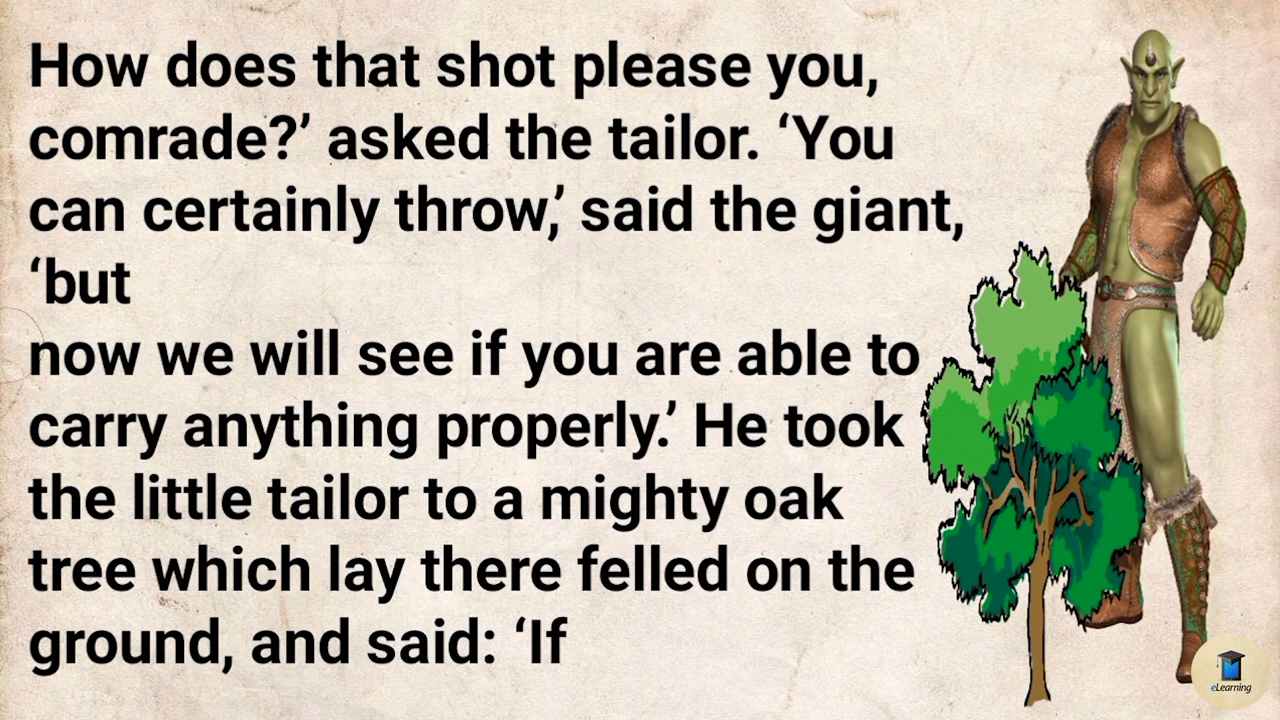 How does that shot please you,
comrade?’ asked the tailor. ‘You
can certainly throw,’ said the giant,
‘but
now we will see if you are able to
carry anything properly.’ He took
the little tailor to a mighty oak
tree which lay there felled on the
ground, and said: ‘If
eLearning